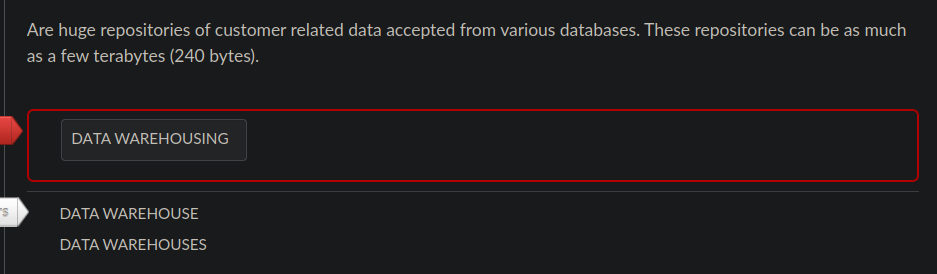 Are huge repositories of customer related data accepted from various databases. These repositories can be as much
as a few terabytes (240 bytes).
DATA WAREHOUSING
DATA WAREHOUSE
DATA WAREHOUSES